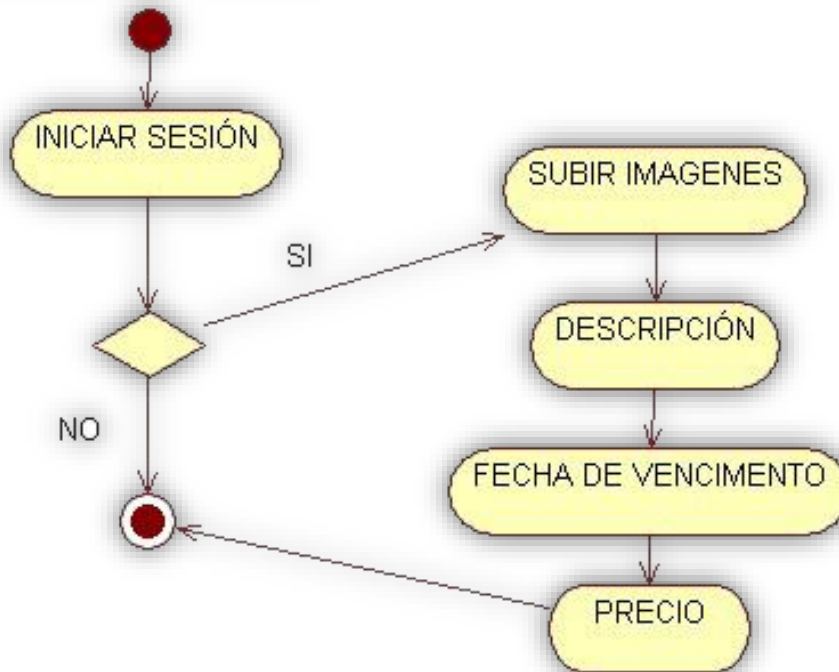 INICIAR SESIÓN
SUBIR IMAGENES
SI
DESCRIPCIÓN
NO
FECHA DE VENCIMENTO
PRECIO